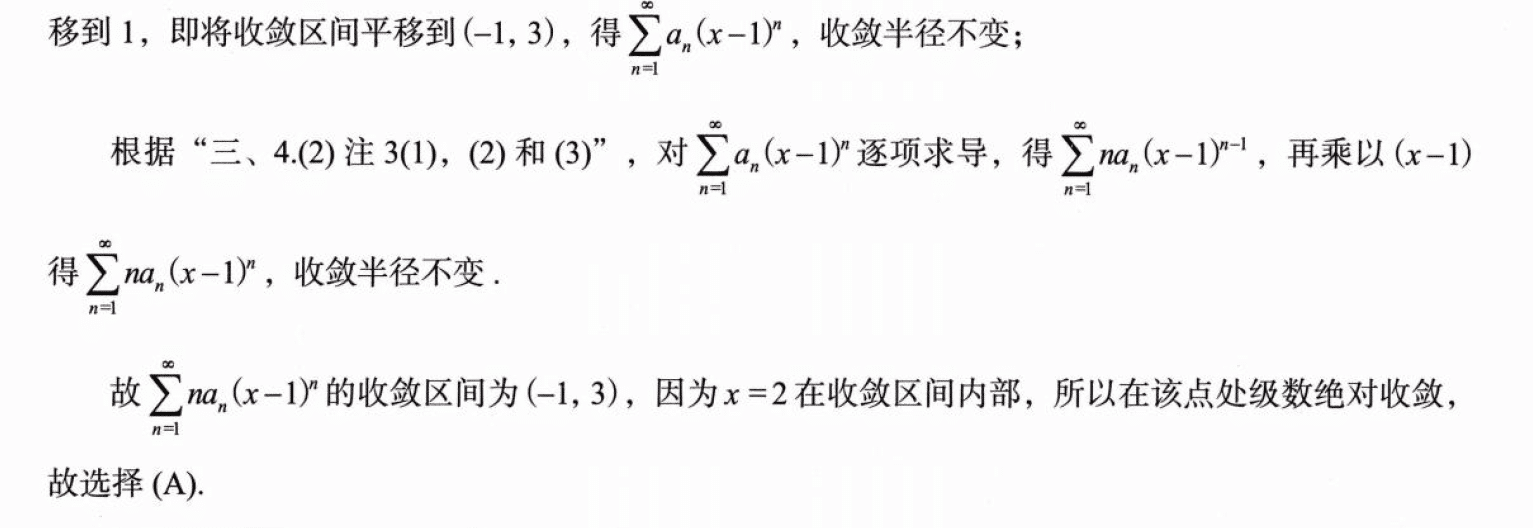 移到 1，即将收敛区间平移到 (−1, 3)，得 $\sum_{n=1}^{\infty} a_n(x-1)^n$，收敛半径不变；
根据“三、4.(2) 注 3(1)，(2) 和 (3)”，对 $\sum_{n=1}^{\infty} a_n(x-1)^n$ 逐项求导，得 $\sum_{n=1}^{\infty} na_n(x-1)^{n-1}$，再乘以 (x−1)
得 $\sum_{n=1}^{\infty} na_n(x-1)^n$，收敛半径不变．
故 $\sum_{n=1}^{\infty} na_n(x-1)^n$ 的收敛区间为 (−1, 3)，因为 x = 2 在收敛区间内部，所以在该点处级数绝对收敛，
故选择 (A).